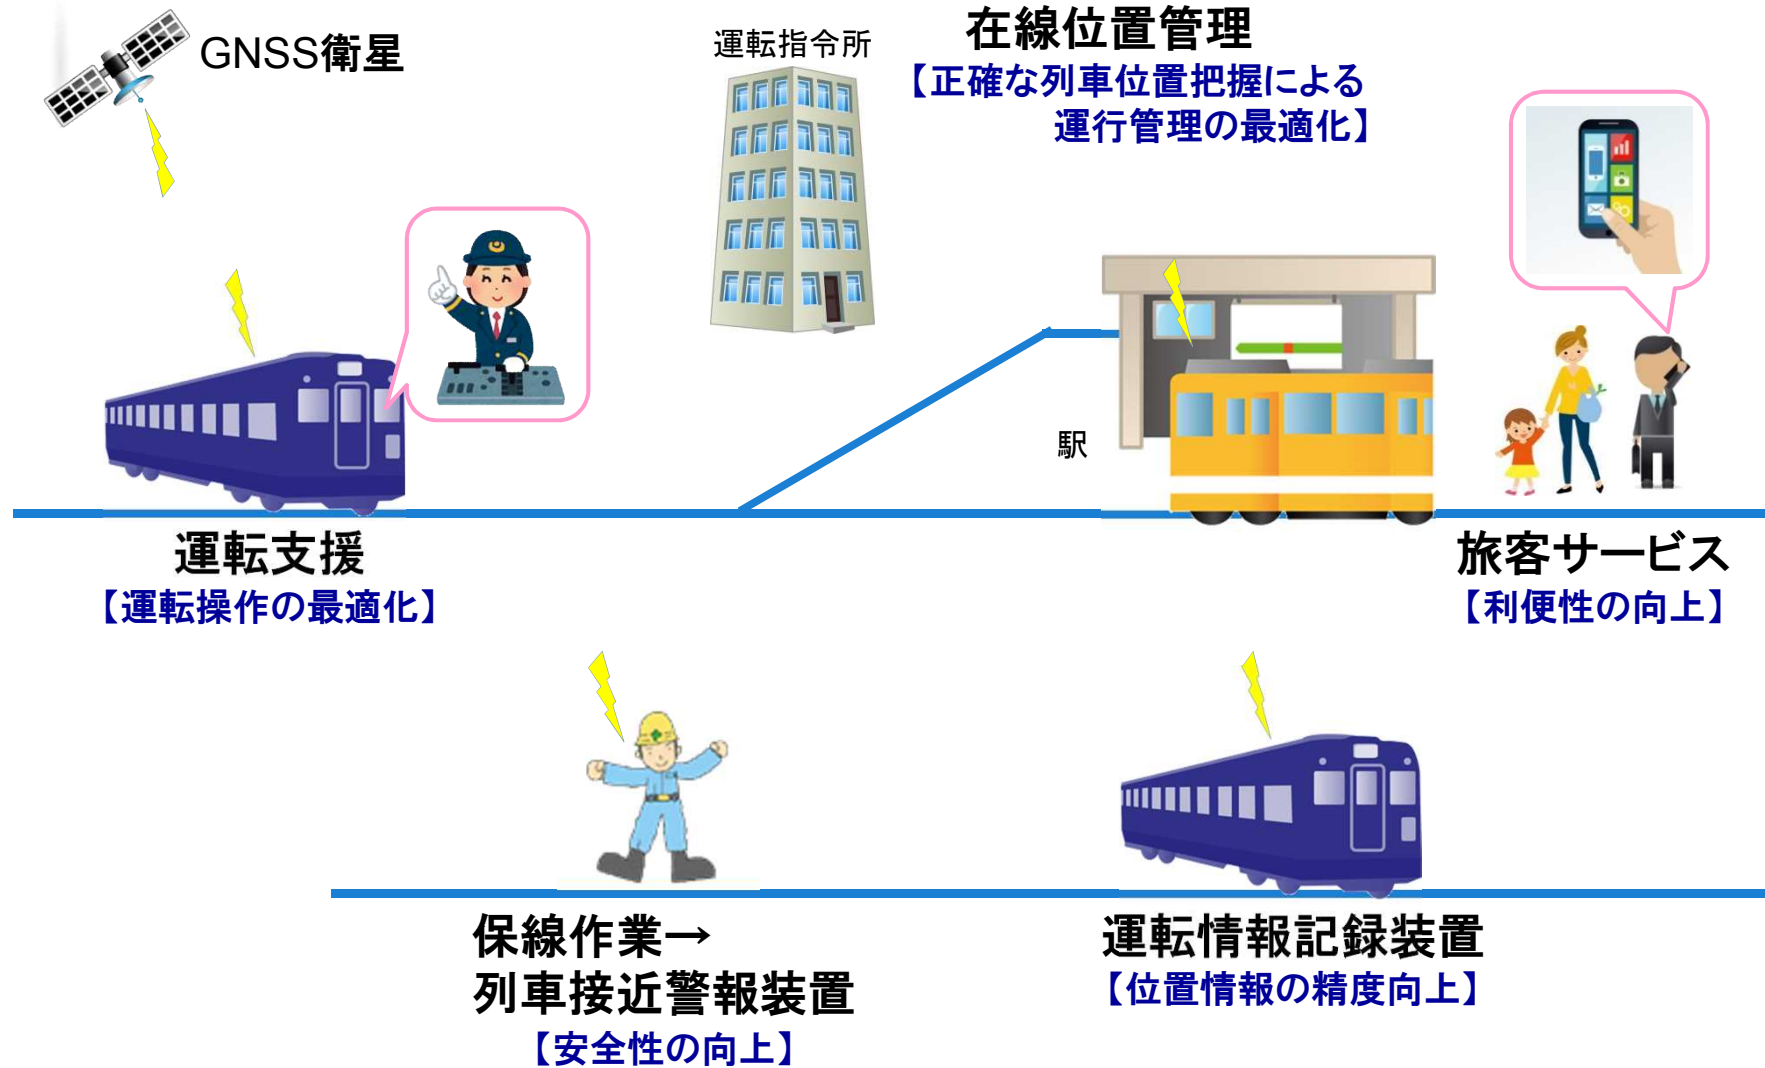 GNSS衛星
運転指令所
在線位置管理
【正確な列車位置把握による
運行管理の最適化】
駅
運転支援
【運転操作の最適化】
旅客サービス
【利便性の向上】
保線作業→
列車接近警報装置
【安全性の向上】
運転情報記録装置
【位置情報の精度向上】